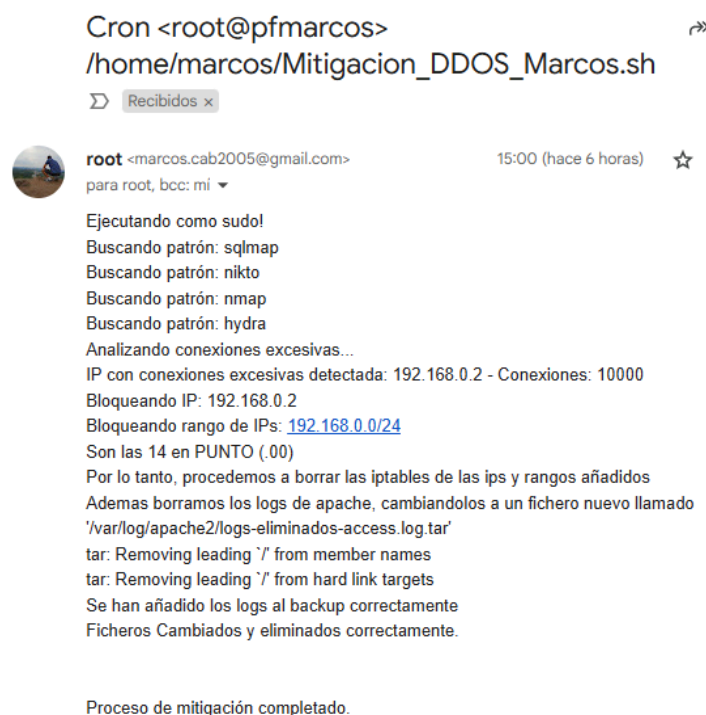 Cron <root@pfmarcos>
/home/marcos/Mitigacion_DDOS_Marcos.sh
Recibidos ×
root <marcos.cab2005@gmail.com> 15:00 (hace 6 horas)
para root, bcc: mí
Ejecutando como sudo!
Buscando patrón: sqlmap
Buscando patrón: nikto
Buscando patrón: nmap
Buscando patrón: hydra
Analizando conexiones excesivas...
IP con conexiones excesivas detectada: 192.168.0.2 - Conexiones: 10000
Bloqueando IP: 192.168.0.2
Bloqueando rango de IPs: 192.168.0.0/24
Son las 14 en PUNTO (.00)
Por lo tanto, procedemos a borrar las iptables de las ips y rangos añadidos
Ademas borramos los logs de apache, cambiandolos a un fichero nuevo llamado
'/var/log/apache2/logs-eliminados-access.log.tar'
tar: Removing leading `/' from member names
tar: Removing leading `/' from hard link targets
Se han añadido los logs al backup correctamente
Ficheros Cambiados y eliminados correctamente.
Proceso de mitigación completado.